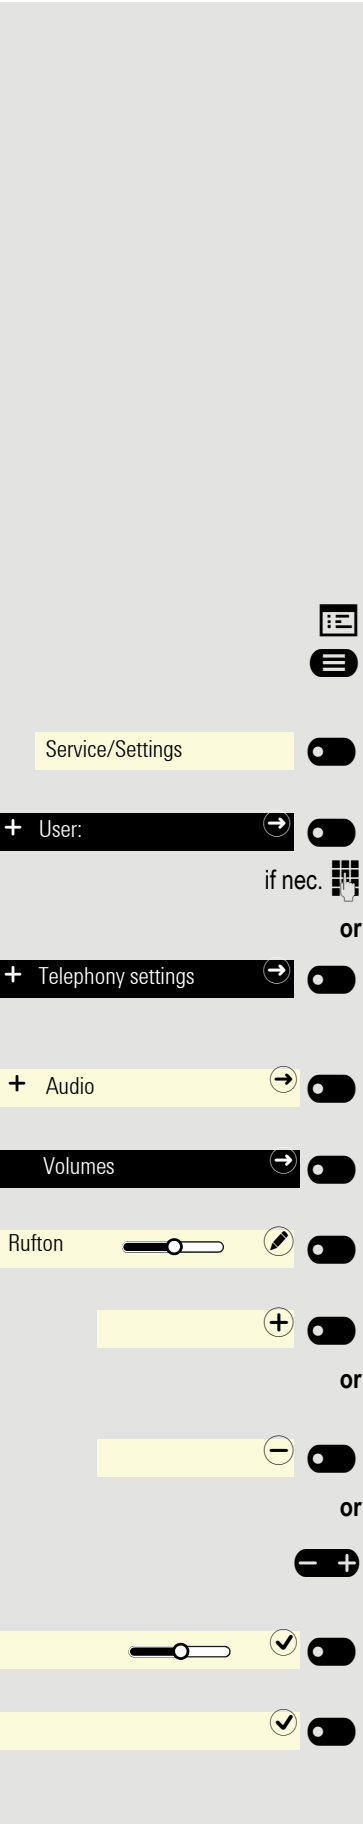 Service/Settings
+ User:
if nec.
or
+ Telephony settings
+ Audio
Volumes
Rufton
or
or